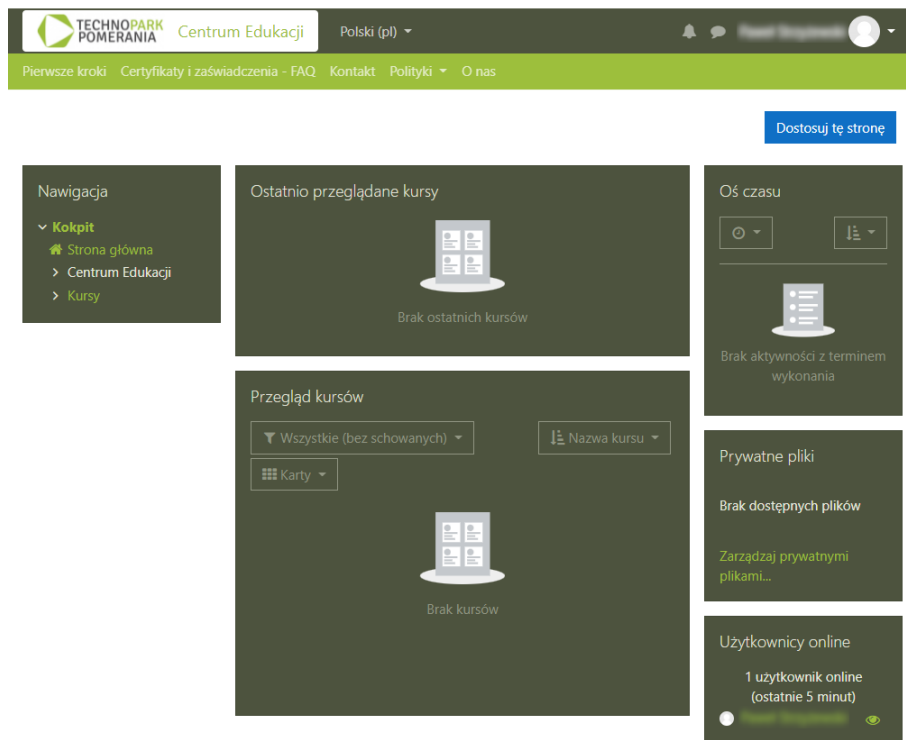 TECHNOPARK
POMERANIA
Centrum Edukacji
Polski (pl)
Pierwsze kroki Certyfikaty i zaświadczenia - FAQ Kontakt Polityki O nas
Dostosuj tę stronę
Nawigacja
Kokpit
Strona główna
Centrum Edukacji
Kursy
Ostatnio przeglądane kursy
Brak ostatnich kursów
Przegląd kursów
Wszystkie (bez schowanych)
Nazwa kursu
Karty
Brak kursów
Oś czasu
Brak aktywności z terminem
wykonania
Prywatne pliki
Brak dostępnych plików
Zarządzaj prywatnymi
plikami...
Użytkownicy online
1 użytkownik online
(ostatnie 5 minut)